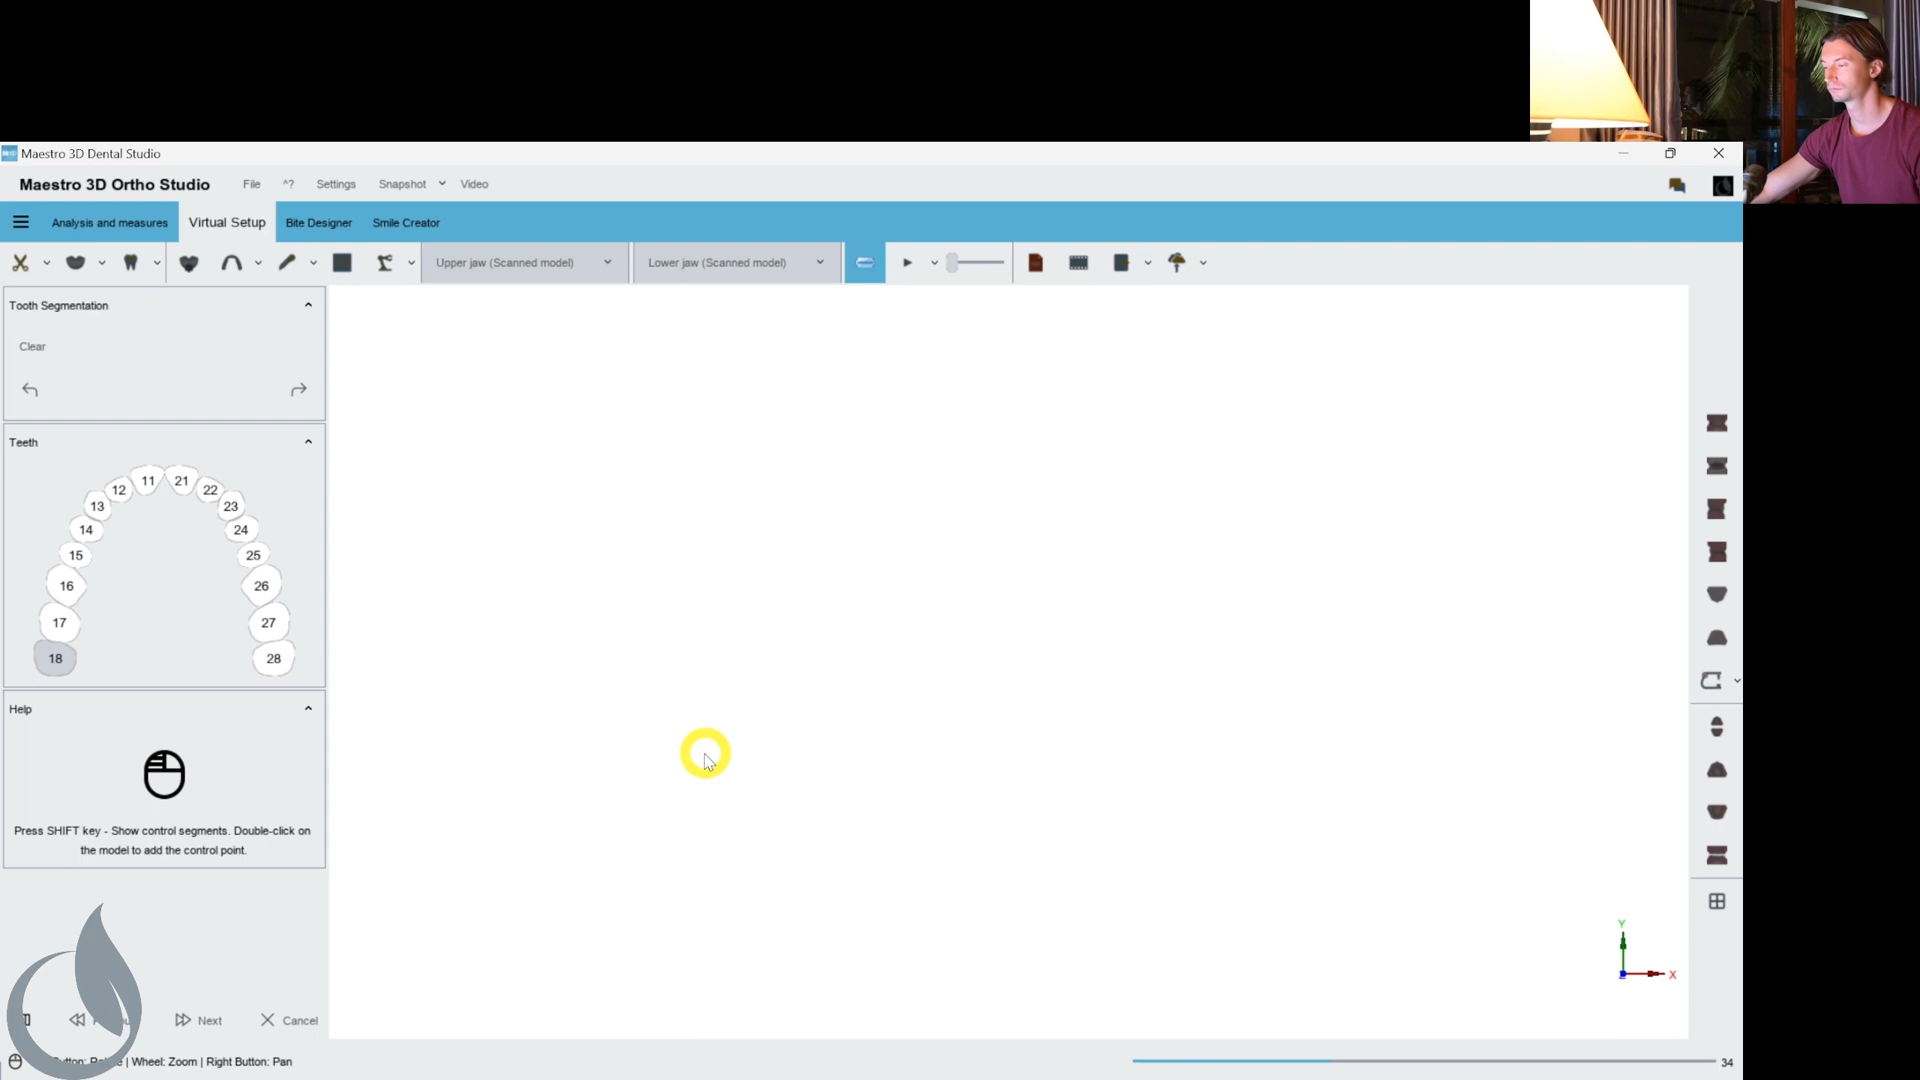 Maestro 3D Dental Studio
Maestro 3D Ortho Studio File ^? Settings Snapshot Video
Analysis and measures Virtual Setup Bite Designer Smile Creator
Upper jaw (Scanned model) Lower jaw (Scanned model)
Tooth Segmentation
Clear
Teeth
11 21
12 22
13 23
14 24
15 25
16 26
17 27
18 28
Help
Press SHIFT key - Show control segments. Double-click on
the model to add the control point.
Y
X
Z
Next Cancel
| Wheel: Zoom | Right Button: Pan
34